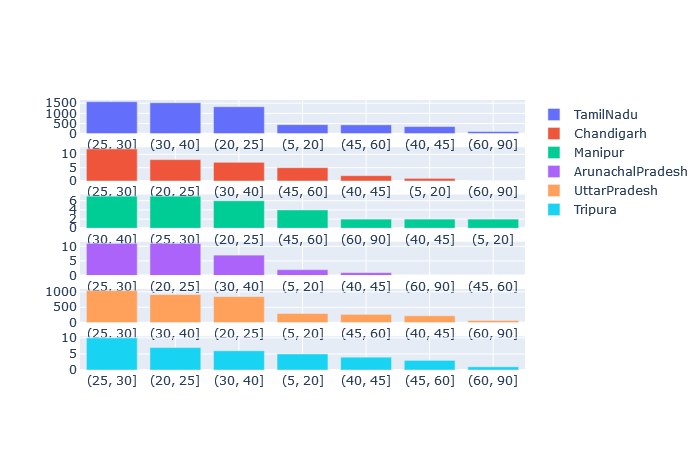 1500
1000
500
0
(25, 30] (30, 40] (20, 25] (5, 20] (45, 60] (40, 45] (60, 90]
10
5
0
(25, 30] (20, 25] (30, 40] (45, 60] (40, 45] (5, 20] (60, 90]
6
4
2
0
(30, 40] (25, 30] (20, 25] (45, 60] (60, 90] (40, 45] (5, 20]
10
5
0
(25, 30] (30, 40] (20, 25] (5, 20] (40, 45] (60, 90] (45, 60]
1000
500
0
(25, 30] (30, 40] (20, 25] (5, 20] (45, 60] (40, 45] (60, 90]
10
5
0
(25, 30] (20, 25] (30, 40] (5, 20] (40, 45] (45, 60] (60, 90]
TamilNadu
Chandigarh
Manipur
ArunachalPradesh
UttarPradesh
Tripura